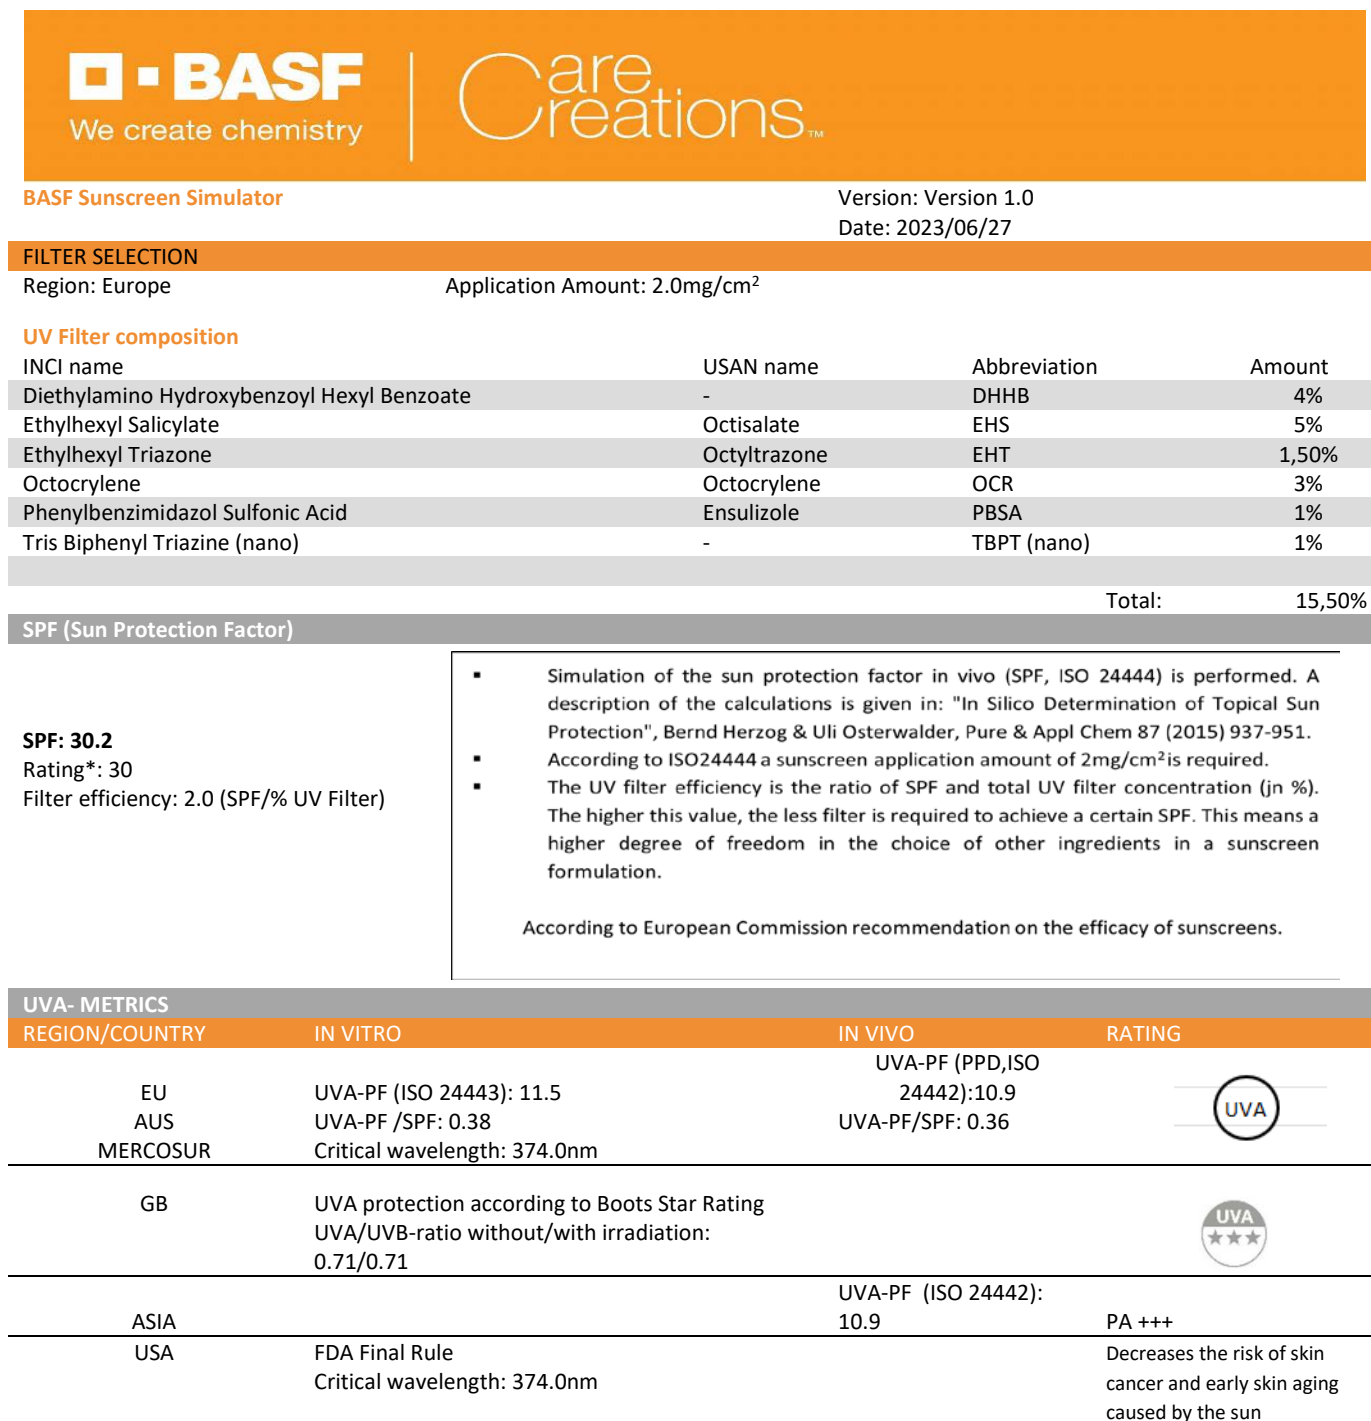 BASF
We create chemistry
Care Creations™
BASF Sunscreen Simulator
Version: Version 1.0
Date: 2023/06/27
FILTER SELECTION
Region: Europe Application Amount: 2.0mg/cm²
UV Filter composition
INCI name USAN name Abbreviation Amount
Diethylamino Hydroxybenzoyl Hexyl Benzoate - DHHB 4%
Ethylhexyl Salicylate Octisalate EHS 5%
Ethylhexyl Triazone Octyltrazone EHT 1,50%
Octocrylene Octocrylene OCR 3%
Phenylbenzimidazol Sulfonic Acid Ensulizole PBSA 1%
Tris Biphenyl Triazine (nano) - TBPT (nano) 1%
Total: 15,50%
SPF (Sun Protection Factor)
SPF: 30.2
Rating*: 30
Filter efficiency: 2.0 (SPF/% UV Filter)
▪ Simulation of the sun protection factor in vivo (SPF, ISO 24444) is performed. A
description of the calculations is given in: "In Silico Determination of Topical Sun
Protection", Bernd Herzog & Uli Osterwalder, Pure & Appl Chem 87 (2015) 937-951.
▪ According to ISO24444 a sunscreen application amount of 2mg/cm² is required.
▪ The UV filter efficiency is the ratio of SPF and total UV filter concentration (jn %).
The higher this value, the less filter is required to achieve a certain SPF. This means a
higher degree of freedom in the choice of other ingredients in a sunscreen
formulation.
According to European Commission recommendation on the efficacy of sunscreens.
UVA- METRICS
REGION/COUNTRY IN VITRO IN VIVO RATING
UVA-PF (PPD,ISO
EU UVA-PF (ISO 24443): 11.5 24442):10.9
AUS UVA-PF /SPF: 0.38 UVA-PF/SPF: 0.36
UVA
MERCOSUR Critical wavelength: 374.0nm
GB UVA protection according to Boots Star Rating
UVA
UVA/UVB-ratio without/with irradiation:
★★★
0.71/0.71
UVA-PF (ISO 24442):
ASIA 10.9 PA +++
USA FDA Final Rule Decreases the risk of skin
Critical wavelength: 374.0nm cancer and early skin aging
caused by the sun